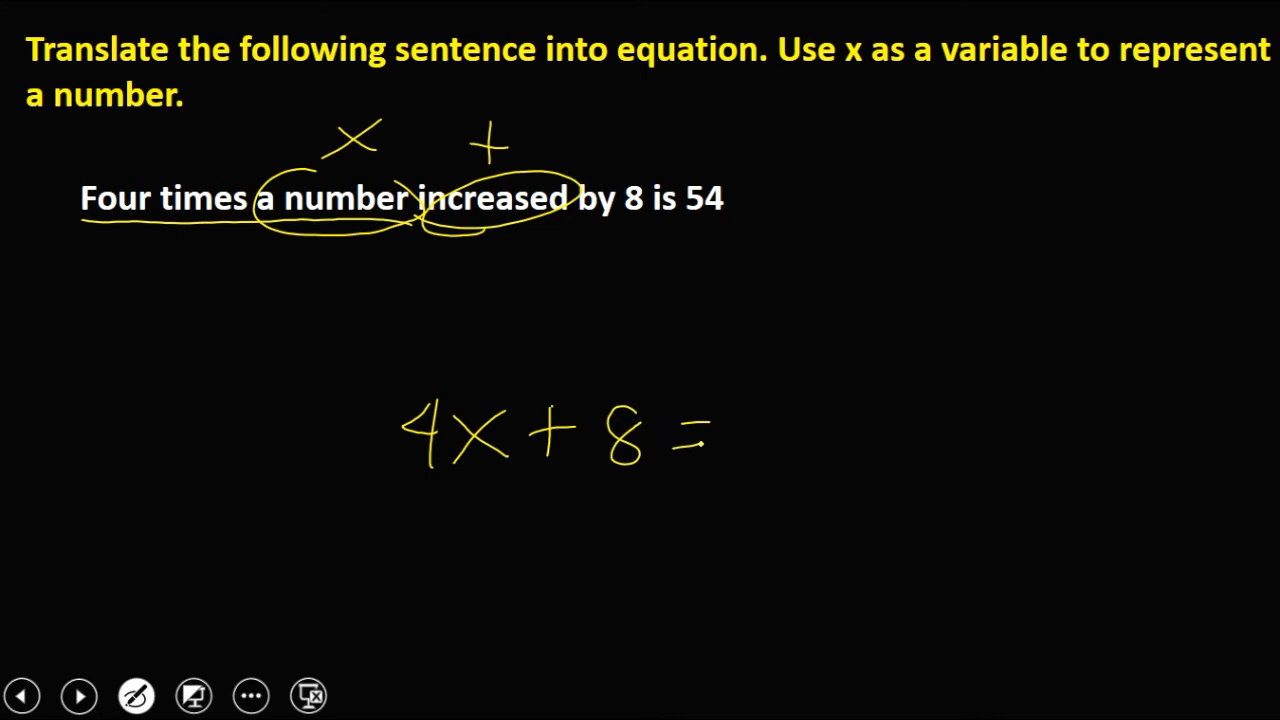 Translate the following sentence into equation. Use x as a variable to represent
a number.
x +
Four times a number increased by 8 is 54
4x + 8 =